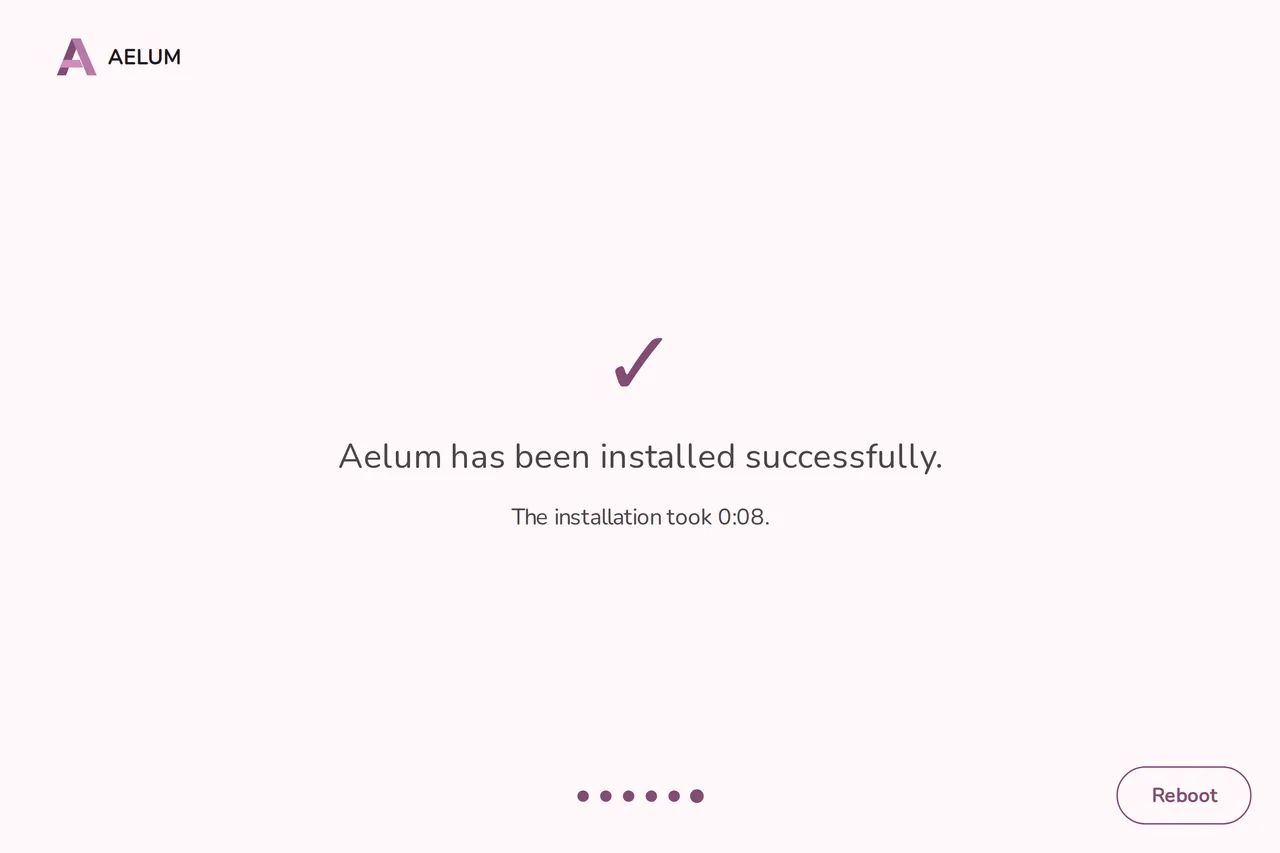 AELUM
✓
Aelum has been installed successfully.
The installation took 0:08.
Reboot